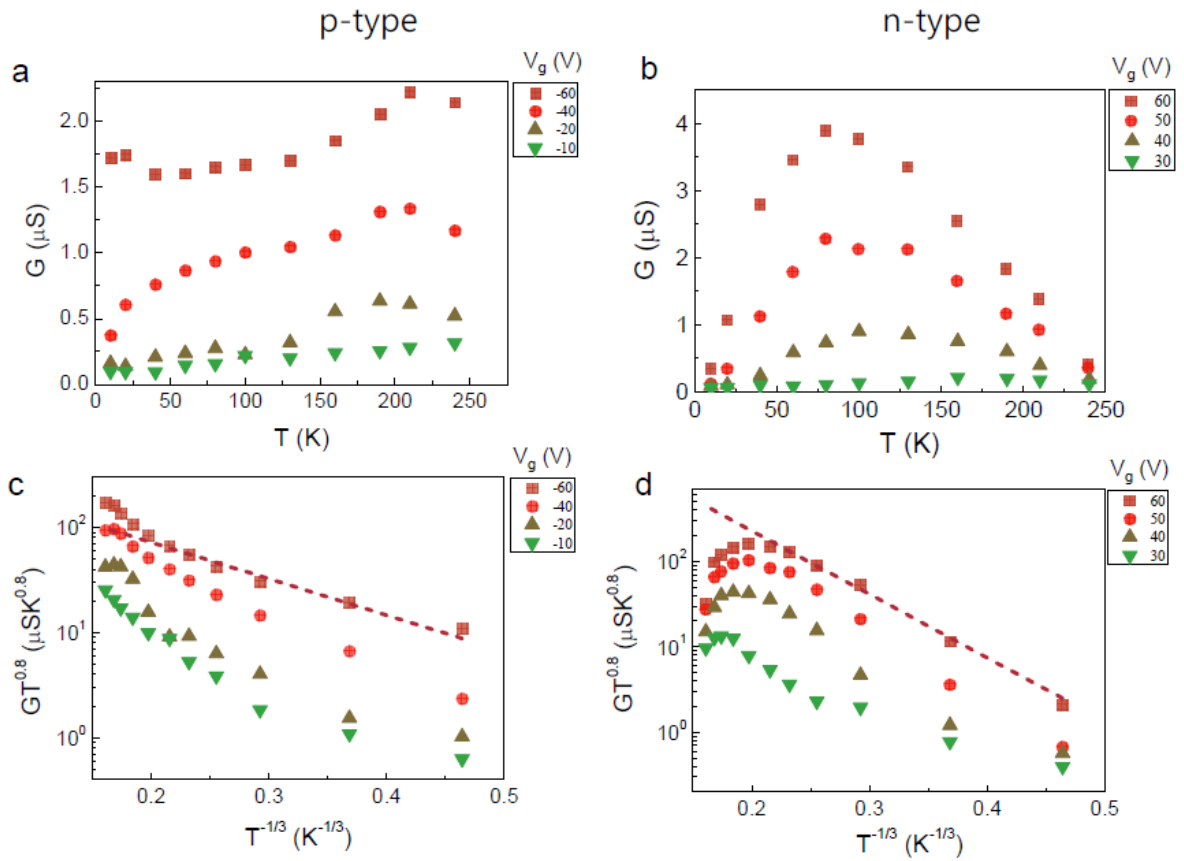 p-type
n-type
a
V_g (V)
-60
-40
-20
-10
2.0
1.5
1.0
0.5
0.0
G (μS)
0 50 100 150 200 250
T (K)
b
V_g (V)
60
50
40
30
4
3
2
1
0
G (μS)
0 50 100 150 200 250
T (K)
c
V_g (V)
-60
-40
-20
-10
10²
10¹
10⁰
GT^0.8 (μSK^0.8)
0.2 0.3 0.4 0.5
T^-1/3 (K^-1/3)
d
V_g (V)
60
50
40
30
10²
10¹
10⁰
GT^0.8 (μSK^0.8)
0.2 0.3 0.4 0.5
T^-1/3 (K^-1/3)